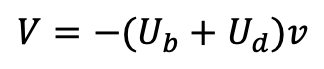 V = −(U_b + U_d)v